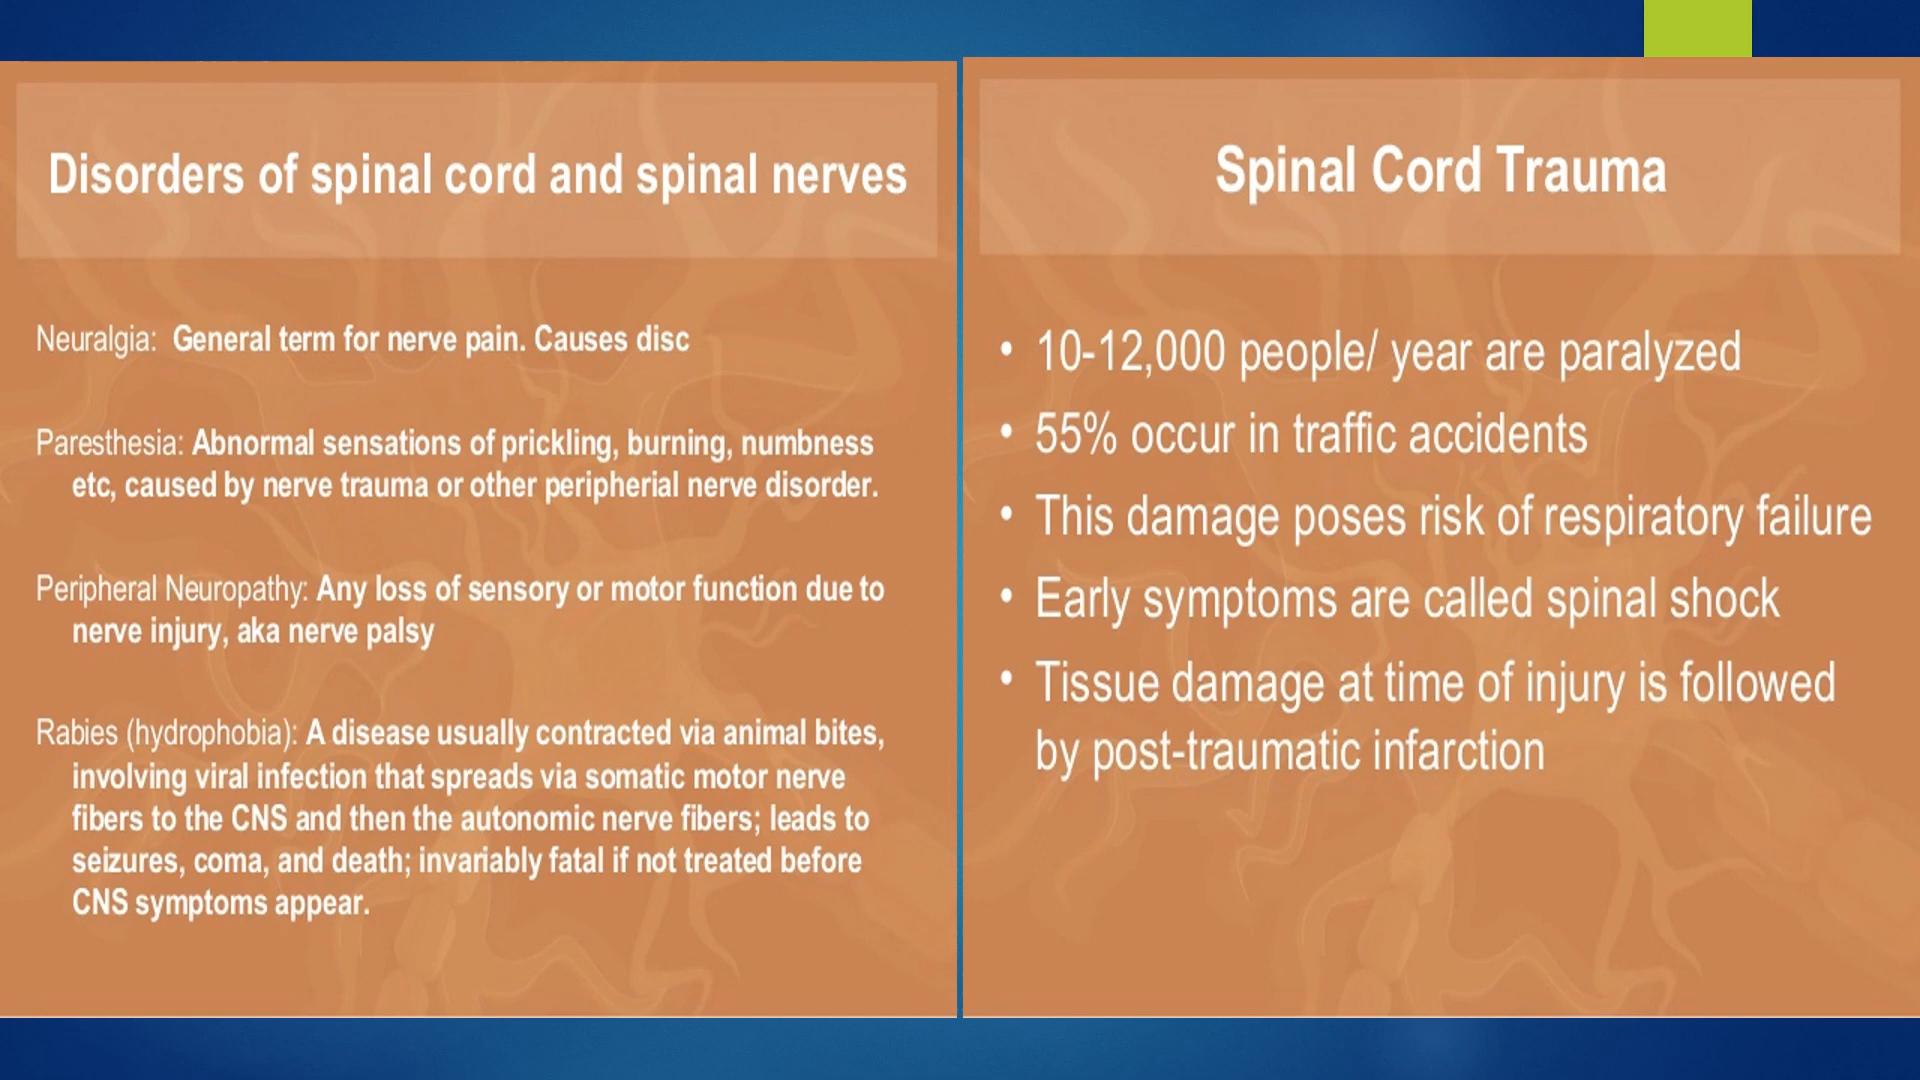 Disorders of spinal cord and spinal nerves
Neuralgia: General term for nerve pain. Causes disc
Paresthesia: Abnormal sensations of prickling, burning, numbness
etc, caused by nerve trauma or other peripherial nerve disorder.
Peripheral Neuropathy: Any loss of sensory or motor function due to
nerve injury, aka nerve palsy
Rabies (hydrophobia): A disease usually contracted via animal bites,
involving viral infection that spreads via somatic motor nerve
fibers to the CNS and then the autonomic nerve fibers; leads to
seizures, coma, and death; invariably fatal if not treated before
CNS symptoms appear.
Spinal Cord Trauma
• 10-12,000 people/ year are paralyzed
• 55% occur in traffic accidents
• This damage poses risk of respiratory failure
• Early symptoms are called spinal shock
• Tissue damage at time of injury is followed
by post-traumatic infarction